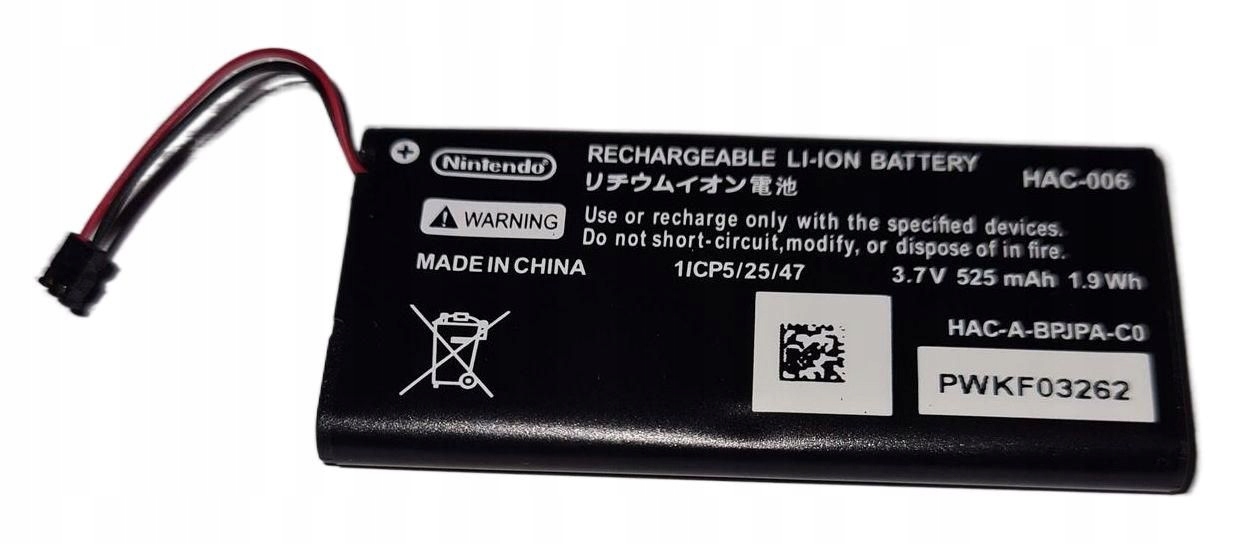 Nintendo®
RECHARGEABLE LI-ION BATTERY
HAC-006
リチウムイオン電池
WARNING
Use or recharge only with the specified devices.
Do not short-circuit,modify, or dispose of in fire.
MADE IN CHINA
1ICP5/25/47
3.7V 525 mAh 1.9 Wh
HAC-A-BPJPA-C0
PWKF03262